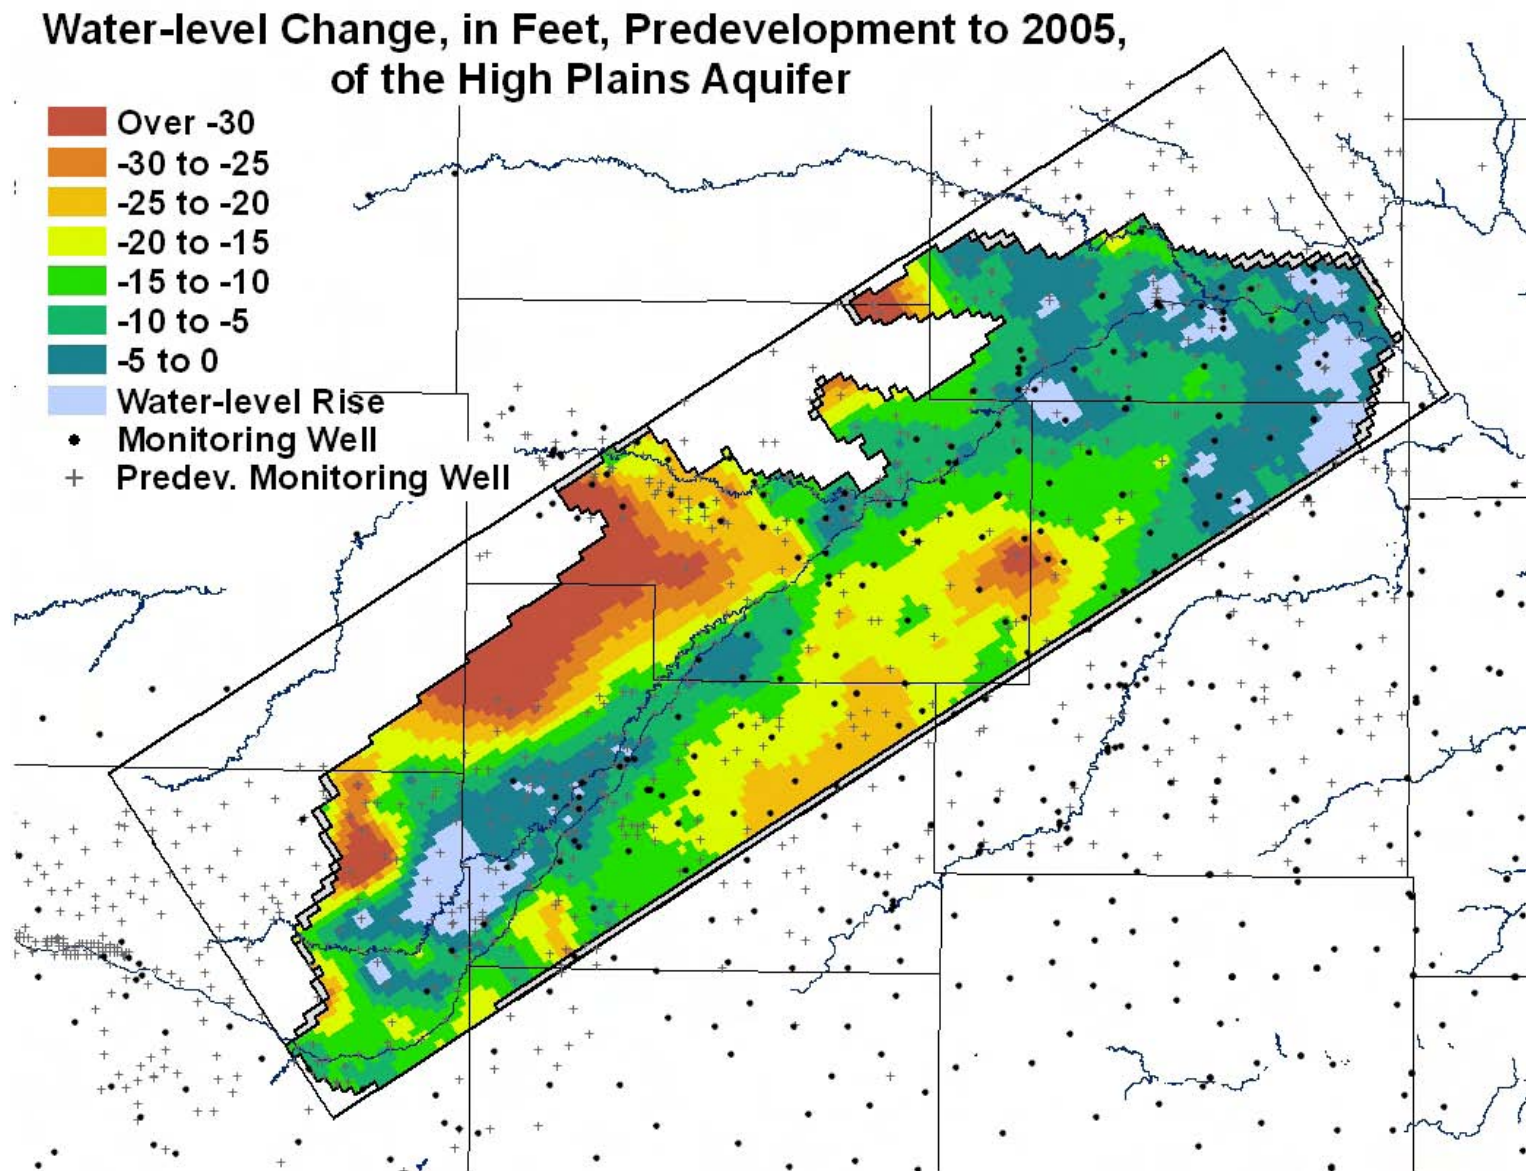 Water-level Change, in Feet, Predevelopment to 2005,
of the High Plains Aquifer
Over -30
-30 to -25
-25 to -20
-20 to -15
-15 to -10
-10 to -5
-5 to 0
Water-level Rise
Monitoring Well
Predev. Monitoring Well